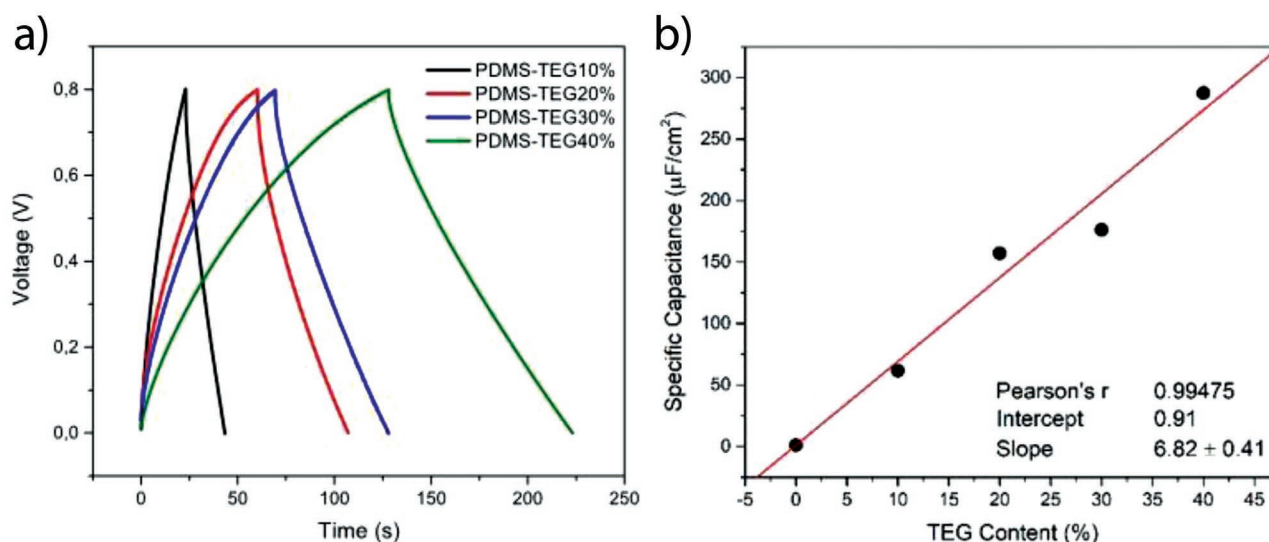 a)
0.8
0.6
0.4
0.2
0.0
Voltage (V)
PDMS-TEG10%
PDMS-TEG20%
PDMS-TEG30%
PDMS-TEG40%
0 50 100 150 200 250
Time (s)
b)
300
250
200
150
100
50
0
Specific Capacitance (μF/cm²)
Pearson's r 0.99475
Intercept 0.91
Slope 6.82 ± 0.41
-5 0 5 10 15 20 25 30 35 40 45
TEG Content (%)